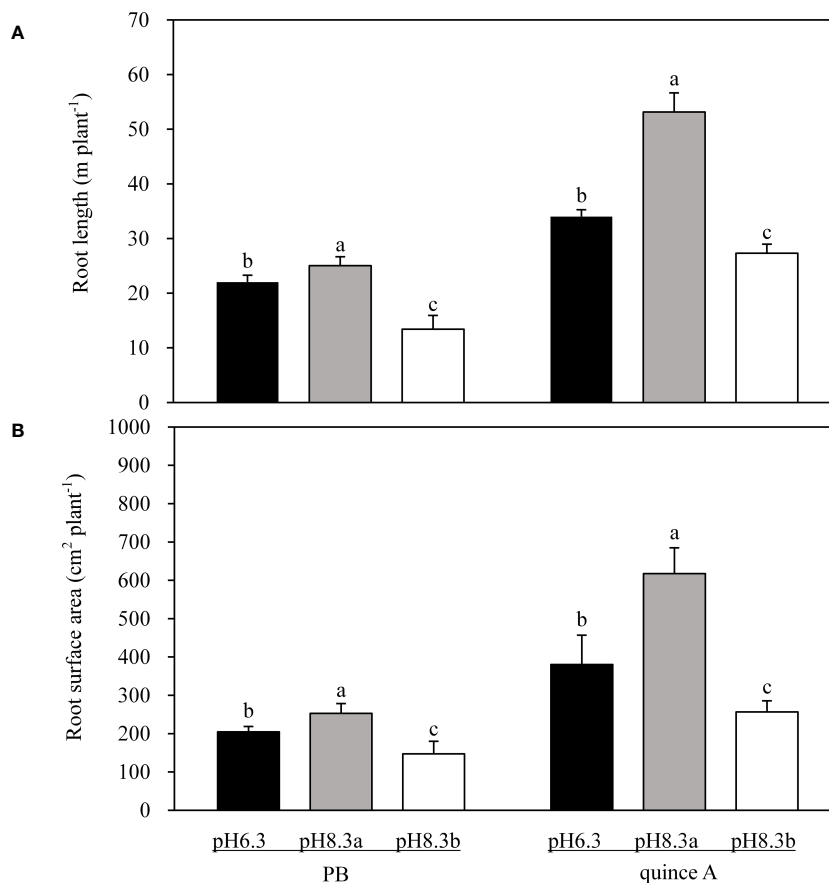 A
Root length (m plant⁻¹)
70
60
50
40
30
20
10
0
b
a
c
b
a
c
B
Root surface area (cm² plant⁻¹)
1000
900
800
700
600
500
400
300
200
100
0
b
a
c
b
a
c
pH6.3 pH8.3a pH8.3b pH6.3 pH8.3a pH8.3b
PB quince A